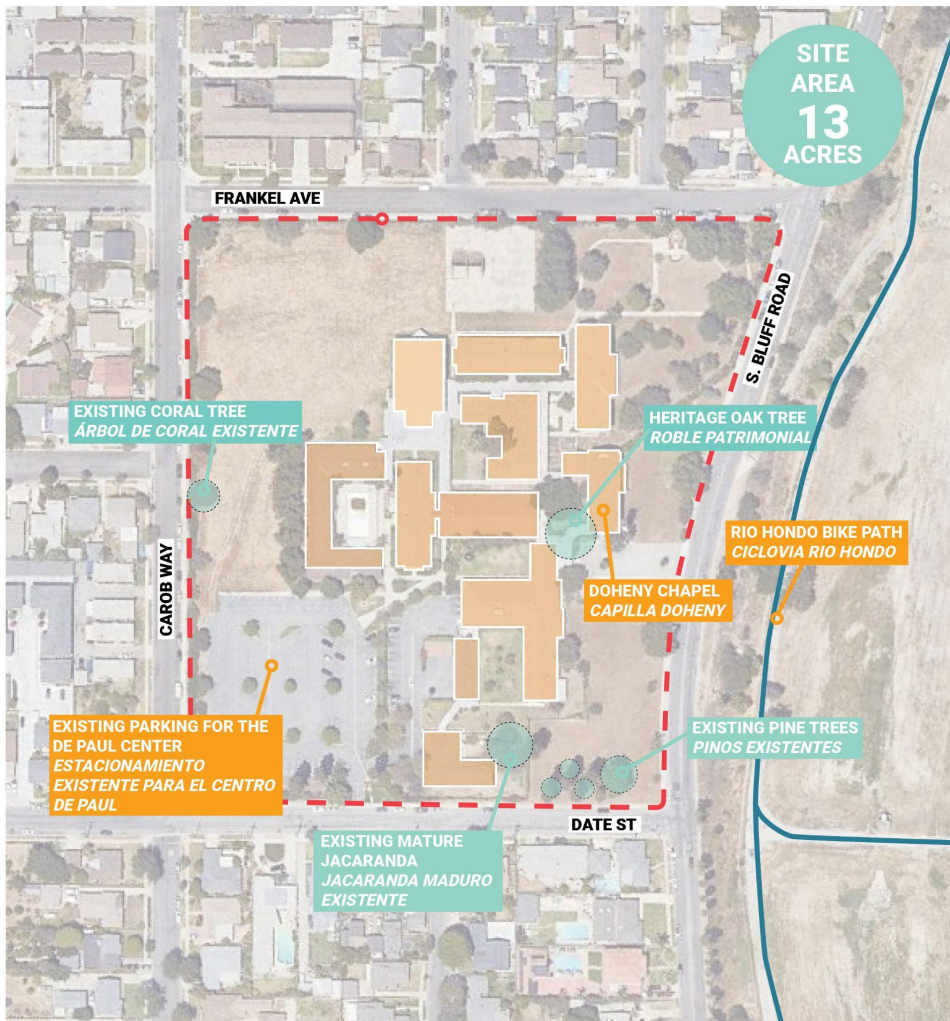 SITE
AREA
13
ACRES
FRANKEL AVE
S. BLUFF ROAD
EXISTING CORAL TREE
ÁRBOL DE CORAL EXISTENTE
HERITAGE OAK TREE
ROBLE PATRIMONIAL
RIO HONDO BIKE PATH
CICLOVIA RIO HONDO
CAROB WAY
DOHENY CHAPEL
CAPILLA DOHENY
EXISTING PARKING FOR THE
DE PAUL CENTER
ESTACIONAMIENTO
EXISTENTE PARA EL CENTRO
DE PAUL
EXISTING PINE TREES
PINOS EXISTENTES
DATE ST
EXISTING MATURE
JACARANDA
JACARANDA MADURO
EXISTENTE